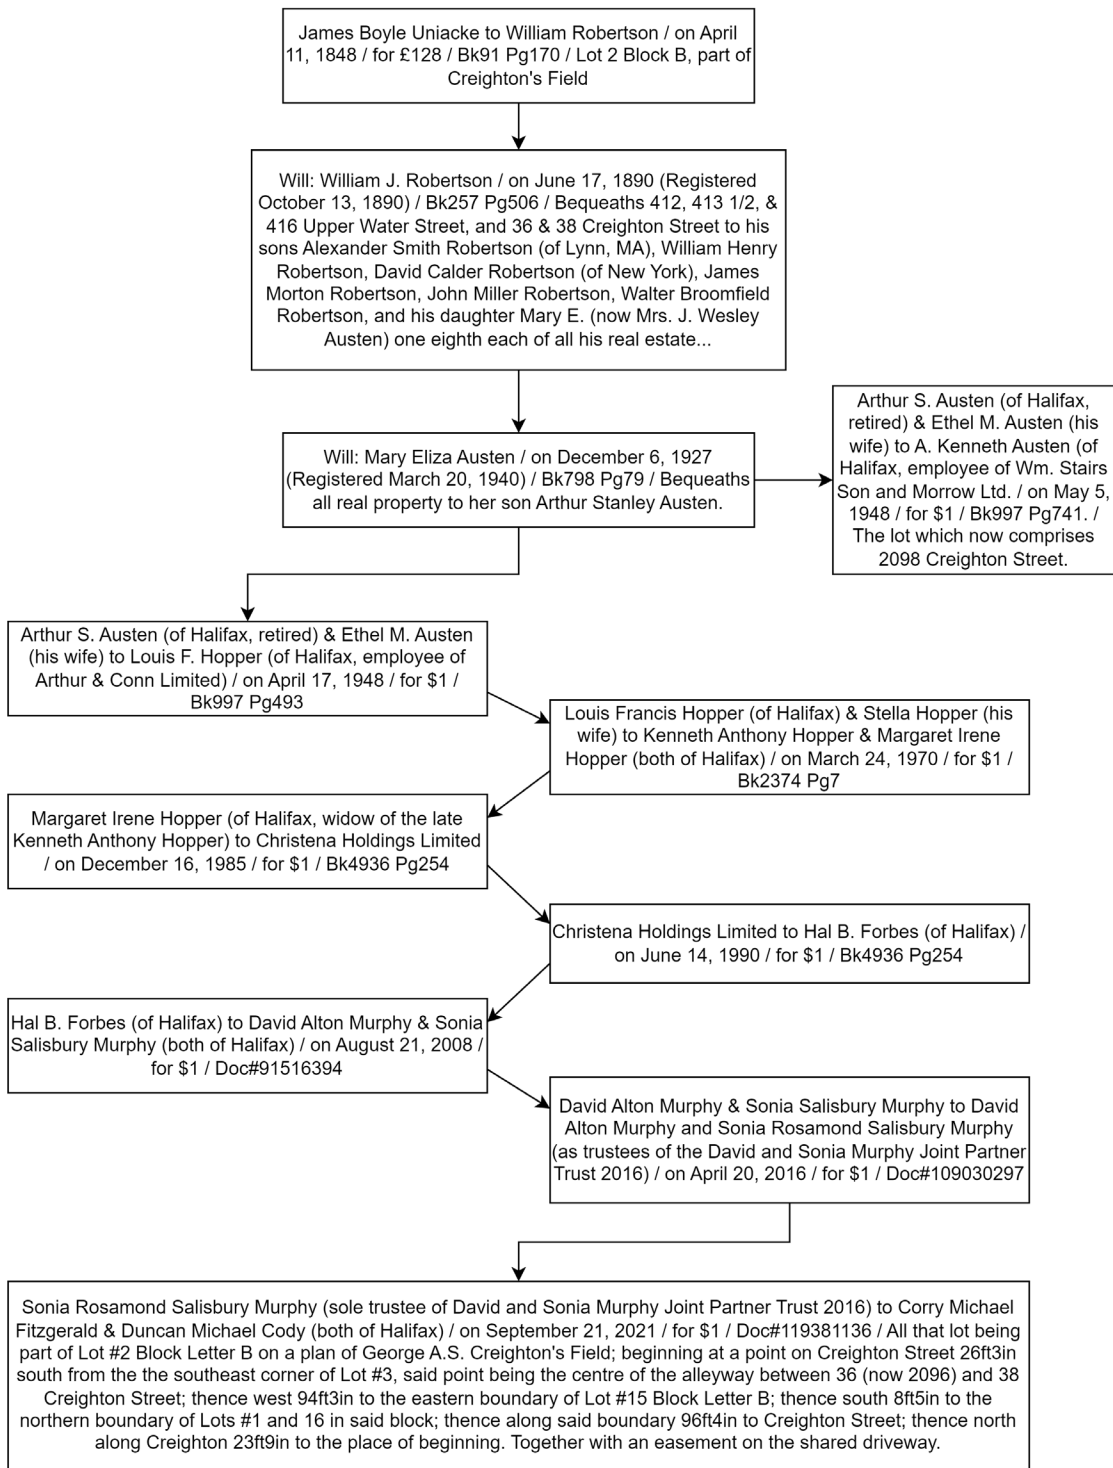 James Boyle Uniacke to William Robertson / on April
11, 1848 / for £128 / Bk91 Pg170 / Lot 2 Block B, part of
Creighton's Field
Will: William J. Robertson / on June 17, 1890 (Registered
October 13, 1890) / Bk257 Pg506 / Bequeaths 412, 413 1/2, &
416 Upper Water Street, and 36 & 38 Creighton Street to his
sons Alexander Smith Robertson (of Lynn, MA), William Henry
Robertson, David Calder Robertson (of New York), James
Morton Robertson, John Miller Robertson, Walter Broomfield
Robertson, and his daughter Mary E. (now Mrs. J. Wesley
Austen) one eighth each of all his real estate...
Will: Mary Eliza Austen / on December 6, 1927
(Registered March 20, 1940) / Bk798 Pg79 / Bequeaths
all real property to her son Arthur Stanley Austen.
Arthur S. Austen (of Halifax,
retired) & Ethel M. Austen (his
wife) to A. Kenneth Austen (of
Halifax, employee of Wm. Stairs
Son and Morrow Ltd. / on May 5,
1948 / for $1 / Bk997 Pg741. /
The lot which now comprises
2098 Creighton Street.
Arthur S. Austen (of Halifax, retired) & Ethel M. Austen
(his wife) to Louis F. Hopper (of Halifax, employee of
Arthur & Conn Limited) / on April 17, 1948 / for $1 /
Bk997 Pg493
Louis Francis Hopper (of Halifax) & Stella Hopper (his
wife) to Kenneth Anthony Hopper & Margaret Irene
Hopper (both of Halifax) / on March 24, 1970 / for $1 /
Bk2374 Pg7
Margaret Irene Hopper (of Halifax, widow of the late
Kenneth Anthony Hopper) to Christena Holdings Limited
/ on December 16, 1985 / for $1 / Bk4936 Pg254
Christena Holdings Limited to Hal B. Forbes (of Halifax) /
on June 14, 1990 / for $1 / Bk4936 Pg254
Hal B. Forbes (of Halifax) to David Alton Murphy & Sonia
Salisbury Murphy (both of Halifax) / on August 21, 2008 /
for $1 / Doc#91516394
David Alton Murphy & Sonia Salisbury Murphy to David
Alton Murphy and Sonia Rosamond Salisbury Murphy
(as trustees of the David and Sonia Murphy Joint Partner
Trust 2016) / on April 20, 2016 / for $1 / Doc#109030297
Sonia Rosamond Salisbury Murphy (sole trustee of David and Sonia Murphy Joint Partner Trust 2016) to Corry Michael
Fitzgerald & Duncan Michael Cody (both of Halifax) / on September 21, 2021 / for $1 / Doc#119381136 / All that lot being
part of Lot #2 Block Letter B on a plan of George A.S. Creighton's Field; beginning at a point on Creighton Street 26ft3in
south from the the southeast corner of Lot #3, said point being the centre of the alleyway between 36 (now 2096) and 38
Creighton Street; thence west 94ft3in to the eastern boundary of Lot #15 Block Letter B; thence south 8ft5in to the
northern boundary of Lots #1 and 16 in said block; thence along said boundary 96ft4in to Creighton Street; thence north
along Creighton 23ft9in to the place of beginning. Together with an easement on the shared driveway.